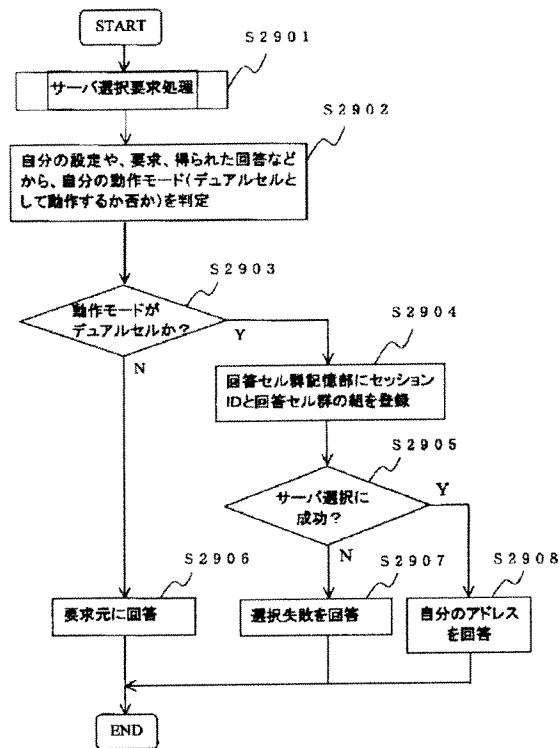 START
S2901
サーバ選択要求処理
S2902
自分の設定や、要求、得られた回答など
から、自分の動作モード(デュアルセルと
して動作するか否か)を判定
S2903
動作モードが
デュアルセルか?
Y
N
S2904
回答セル群記憶部にセッション
IDと回答セル群の組を登録
S2905
サーバ選択に
成功?
Y
N
S2906
要求元に回答
S2907
選択失敗を回答
S2908
自分のアドレス
を回答
END